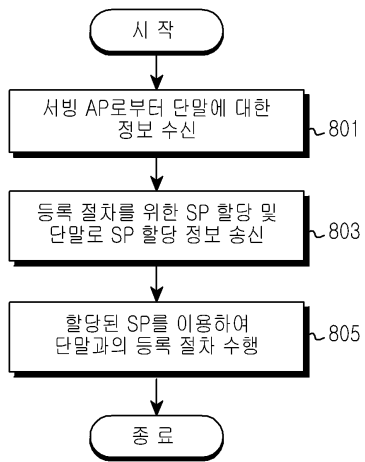 시 작
서빙 AP로부터 단말에 대한
정보 수신
801
등록 절차를 위한 SP 할당 및
단말로 SP 할당 정보 송신
803
할당된 SP를 이용하여
단말과의 등록 절차 수행
805
종 료